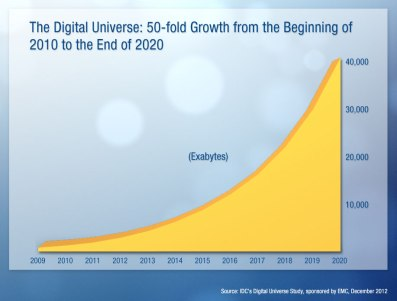 The Digital Universe: 50-fold Growth from the Beginning of
2010 to the End of 2020
40,000
30,000
(Exabytes)
20,000
10,000
2009 2010 2011 2012 2013 2014 2015 2016 2017 2018 2019 2020
Source: IDC's Digital Universe Study, sponsored by EMC, December 2012